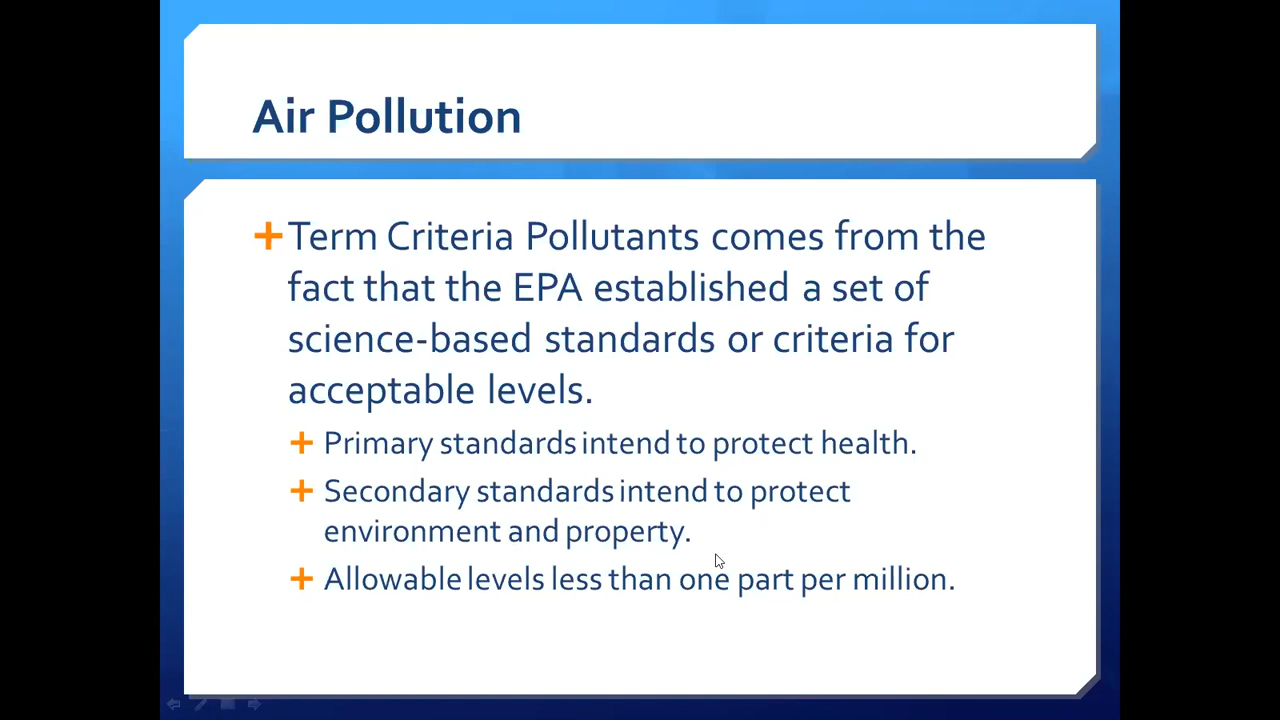 Air Pollution
Term Criteria Pollutants comes from the
fact that the EPA established a set of
science-based standards or criteria for
acceptable levels.
Primary standards intend to protect health.
Secondary standards intend to protect
environment and property.
Allowable levels less than one part per million.